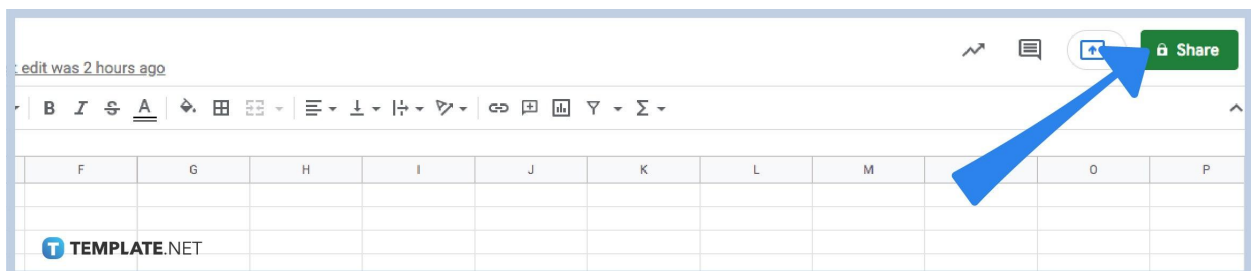 Share
edit was 2 hours ago
B I S A
F G H I J K L M O P
TEMPLATE.NET